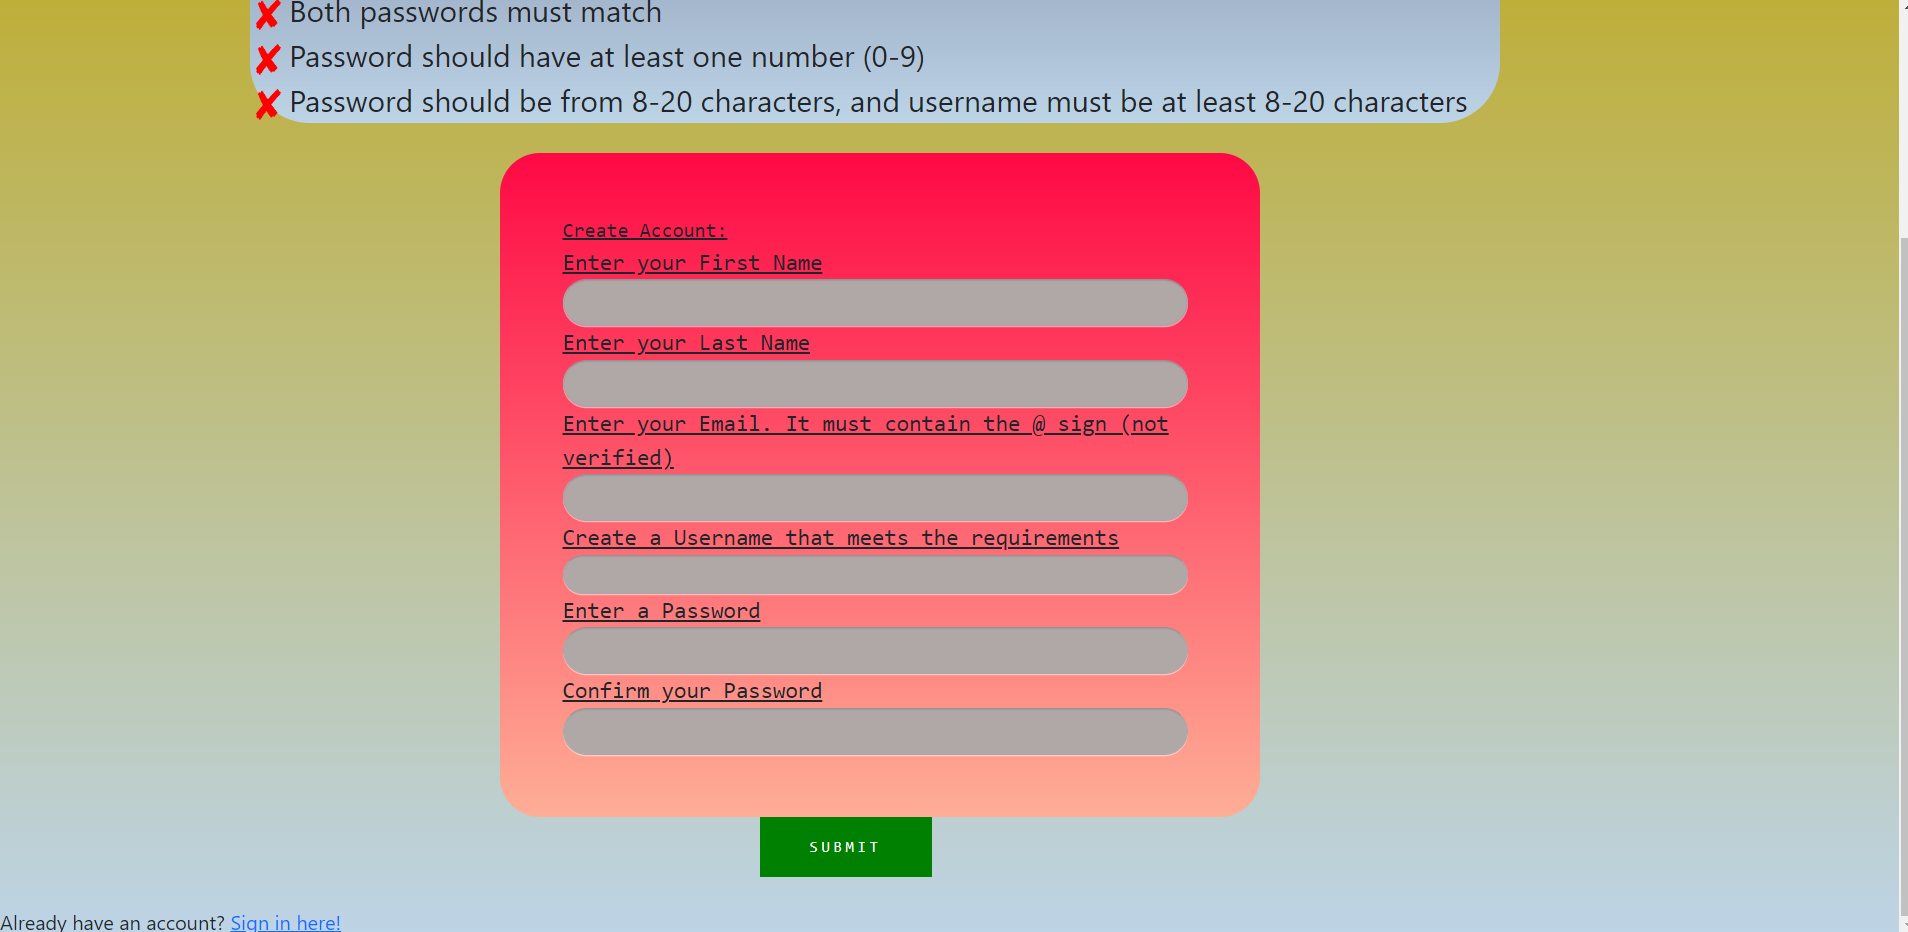 ✘ Both passwords must match
✘ Password should have at least one number (0-9)
✘ Password should be from 8-20 characters, and username must be at least 8-20 characters
Create Account:
Enter your First Name
Enter your Last Name
Enter your Email. It must contain the @ sign (not
verified)
Create a Username that meets the requirements
Enter a Password
Confirm your Password
SUBMIT
Already have an account? Sign in here!